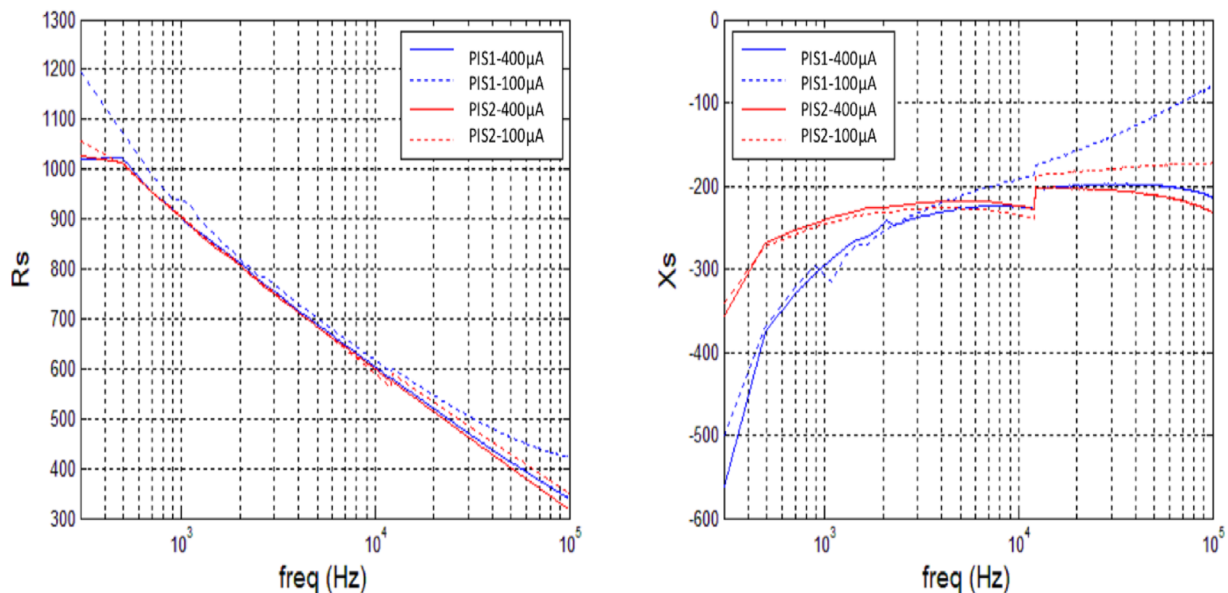 1300
1200
1100
1000
900
800
700
600
500
400
300
Rs
10^3
10^4
10^5
freq (Hz)
PIS1-400µA
PIS1-100µA
PIS2-400µA
PIS2-100µA
0
-100
-200
-300
-400
-500
-600
Xs
10^3
10^4
10^5
freq (Hz)
PIS1-400µA
PIS1-100µA
PIS2-400µA
PIS2-100µA